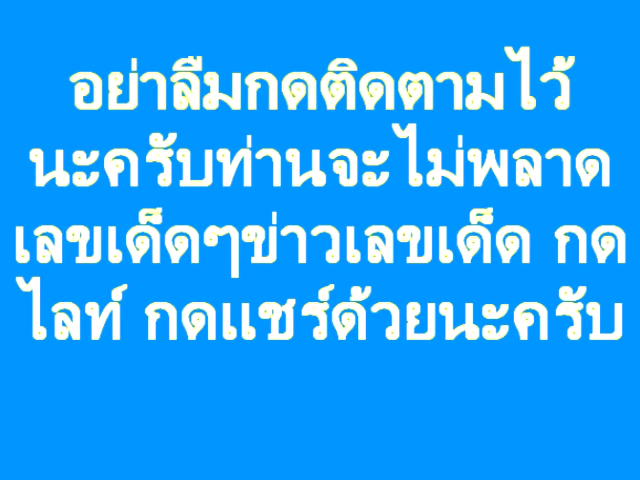 อย่าลืมกดติดตามไว้
นะครับท่านจะไม่พลาด
เลขเด็ดๆข่าวเลขเด็ด กด
ไลท์ กดแชร์ด้วยนะครับ